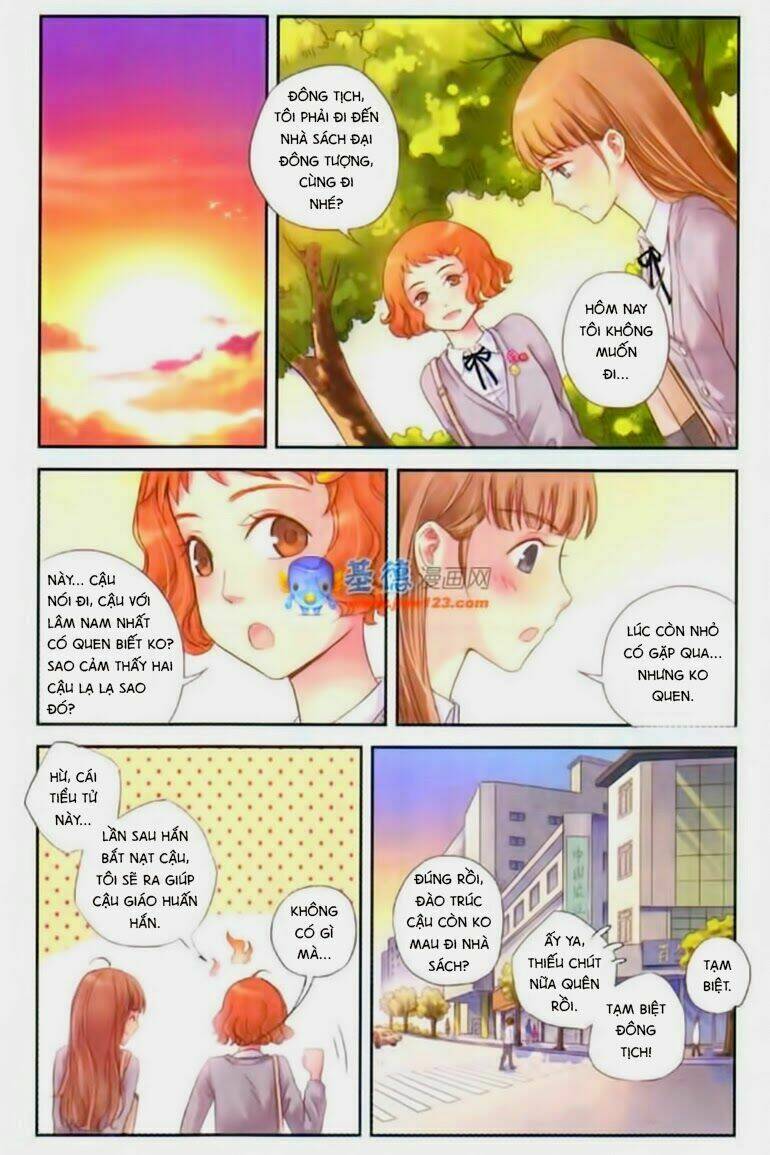 ĐÔNG TỊCH,
TÔI PHẢI ĐI ĐẾN
NHÀ SÁCH ĐẠI
ĐÔNG TƯỢNG,
CÙNG ĐI
NHÉ?
HÔM NAY
TÔI KHÔNG
MUỐN
ĐI...
NÀY... CẬU
NÓI ĐI, CẬU VỚI
LÂM NAM NHẤT
CÓ QUEN BIẾT KO?
SAO CẢM THẤY HAI
CẬU LẠ LẠ SAO
ĐÓ?
基德漫画网
LÚC CÒN NHỎ
CÓ GẶP QUA...
NHƯNG KO
QUEN.
HỪ, CÁI
TIỂU TỬ
NÀY...
LẦN SAU HẮN
BẮT NẠT CẬU,
TÔI SẼ RA GIÚP
CẬU GIÁO HUẤN
HẮN.
KHÔNG
CÓ GÌ
MÀ...
ĐÚNG RỒI,
ĐÀO TRÚC
CẬU CÒN KO
MAU ĐI NHÀ
SÁCH?
ẤY YA,
THIẾU CHÚT
NỮA QUÊN
RỒI.
TẠM BIỆT
ĐÔNG
TỊCH!
TẠM
BIỆT.